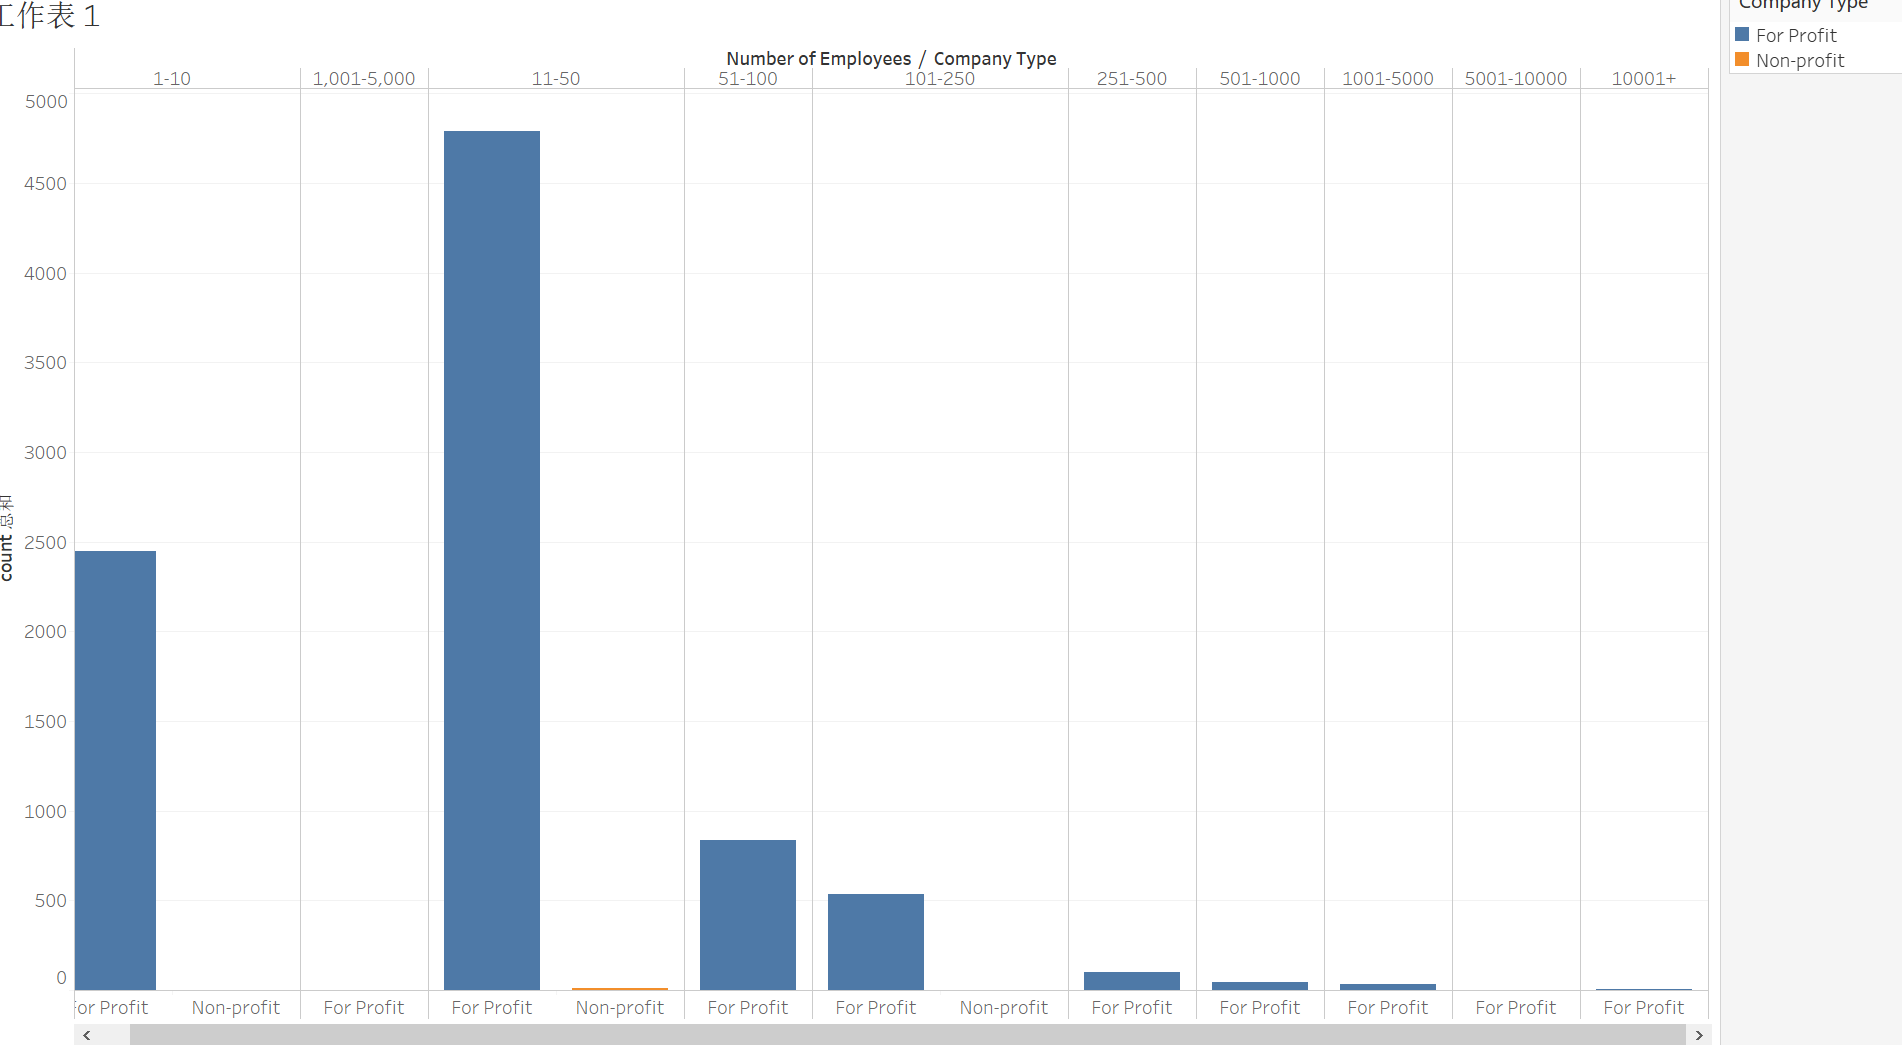 工作表 1
Number of Employees / Company Type
1-10 1,001-5,000 11-50 51-100 101-250 251-500 501-1000 1001-5000 5001-10000 10001+
5000
4500
4000
3500
3000
2500
2000
1500
1000
500
0
count 总和
For Profit Non-profit For Profit For Profit Non-profit For Profit For Profit Non-profit For Profit For Profit For Profit For Profit For Profit
Company Type
For Profit
Non-profit